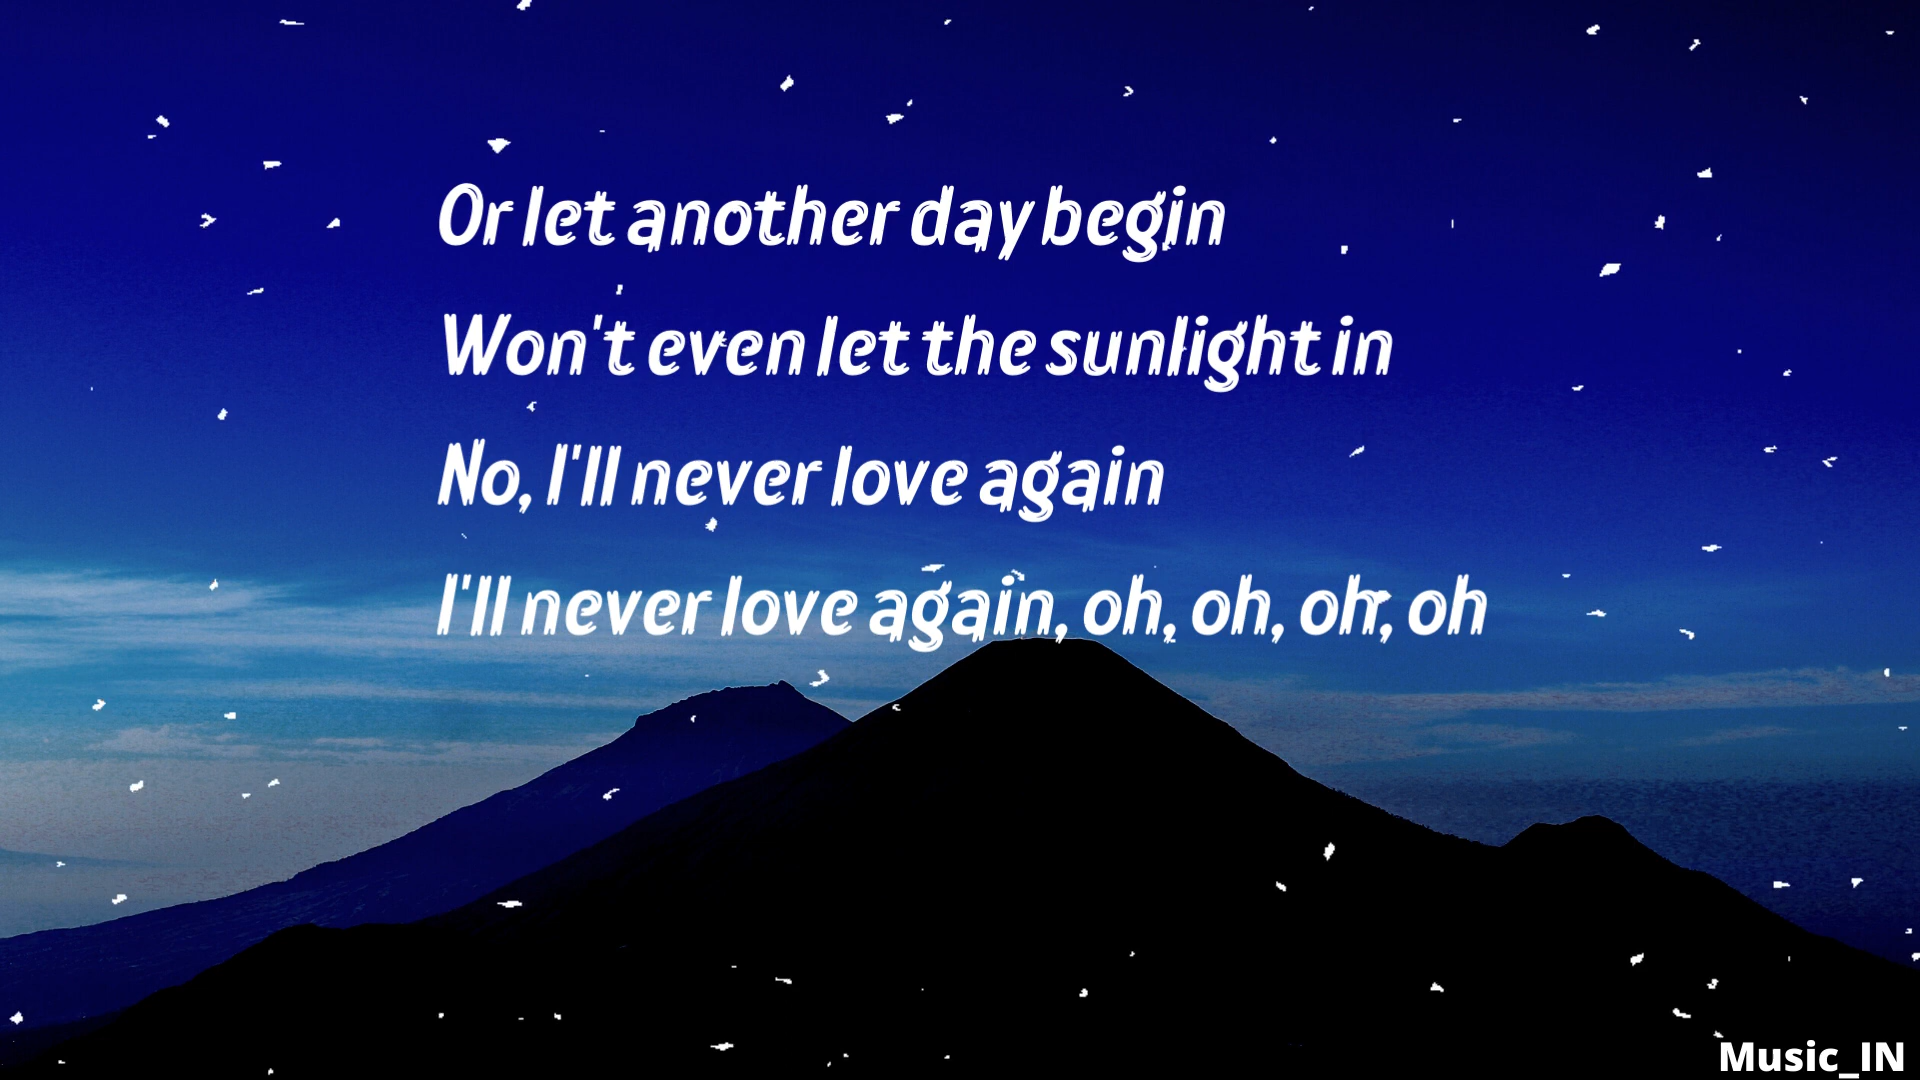 Or let another day begin
Won't even let the sunlight in
No, I'll never love again
I'll never love again, oh, oh, oh, oh
Music_IN